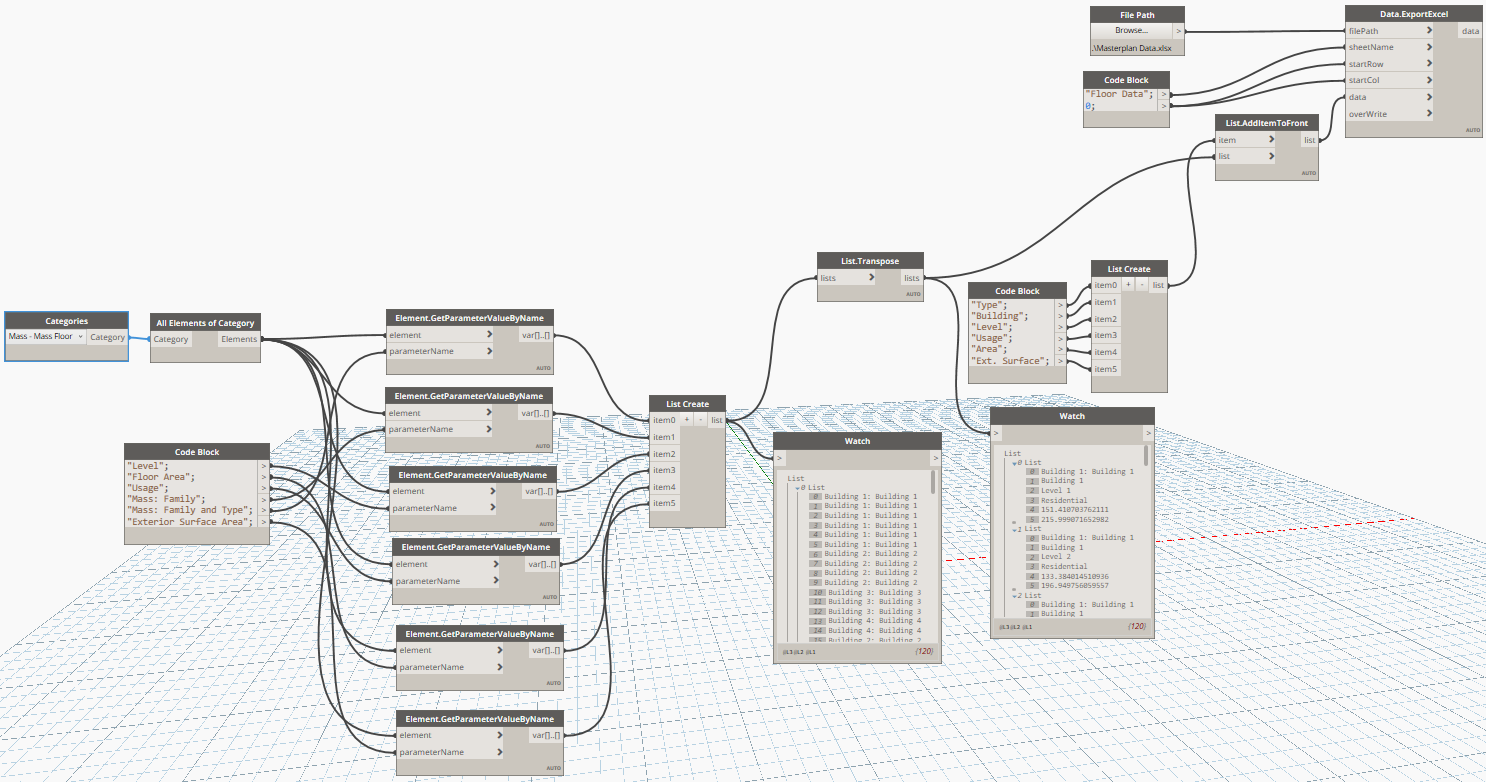 File Path
Browse... >
.\Masterplan Data.xlsx
Data.ExportExcel
filePath > data
sheetName >
startRow >
startCol >
data >
overWrite >
AUTO
Code Block
"Floor Data"; >
0; >
List.AddItemToFront
item > list
list >
AUTO
List.Transpose
lists > lists
AUTO
Code Block
"Type"; >
"Building"; >
"Level"; >
"Usage"; >
"Area"; >
"Ext. Surface"; >
List Create
item0 + - list
item1
item2
item3
item4
item5
Categories
Mass - Mass Floor Category
All Elements of Category
Category Elements
Code Block
"Level"; >
"Floor Area"; >
"Usage"; >
"Mass: Family"; >
"Mass: Family and Type"; >
"Exterior Surface Area"; >
Element.GetParameterValueByName
element > var[]..[]
parameterName >
AUTO
Element.GetParameterValueByName
element > var[]..[]
parameterName >
AUTO
Element.GetParameterValueByName
element > var[]..[]
parameterName >
AUTO
Element.GetParameterValueByName
element > var[]..[]
parameterName >
AUTO
Element.GetParameterValueByName
element > var[]..[]
parameterName >
AUTO
Element.GetParameterValueByName
element > var[]..[]
parameterName >
AUTO
List Create
item0 + - list
item1
item2
item3
item4
item5
Watch
> >
List
0 List
0 Building 1: Building 1
1 Building 1: Building 1
2 Building 1: Building 1
3 Building 1: Building 1
4 Building 1: Building 1
5 Building 1: Building 1
6 Building 2: Building 2
7 Building 2: Building 2
8 Building 2: Building 2
9 Building 2: Building 2
10 Building 3: Building 3
11 Building 3: Building 3
12 Building 3: Building 3
13 Building 4: Building 4
14 Building 4: Building 4
@L3 @L2 @L1 {120}
Watch
> >
List
0 List
0 Building 1: Building 1
1 Building 1
2 Level 1
3 Residential
4 151.410703762111
5 215.999071652982
1 List
0 Building 1: Building 1
1 Building 1
2 Level 2
3 Residential
4 133.384014510936
5 196.949756059557
2 List
0 Building 1: Building 1
1 Building 1
@L3 @L2 @L1 {120}